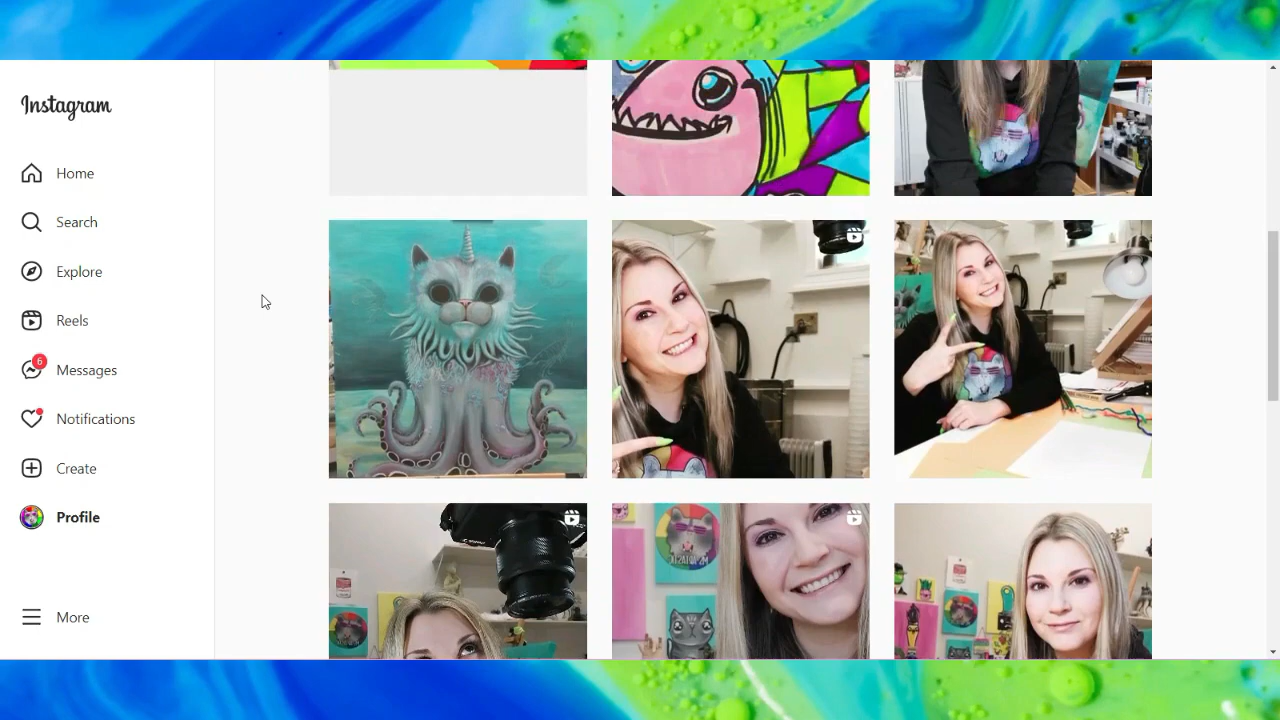 Instagram
Home
Search
Explore
Reels
6
Messages
Notifications
Create
Profile
More